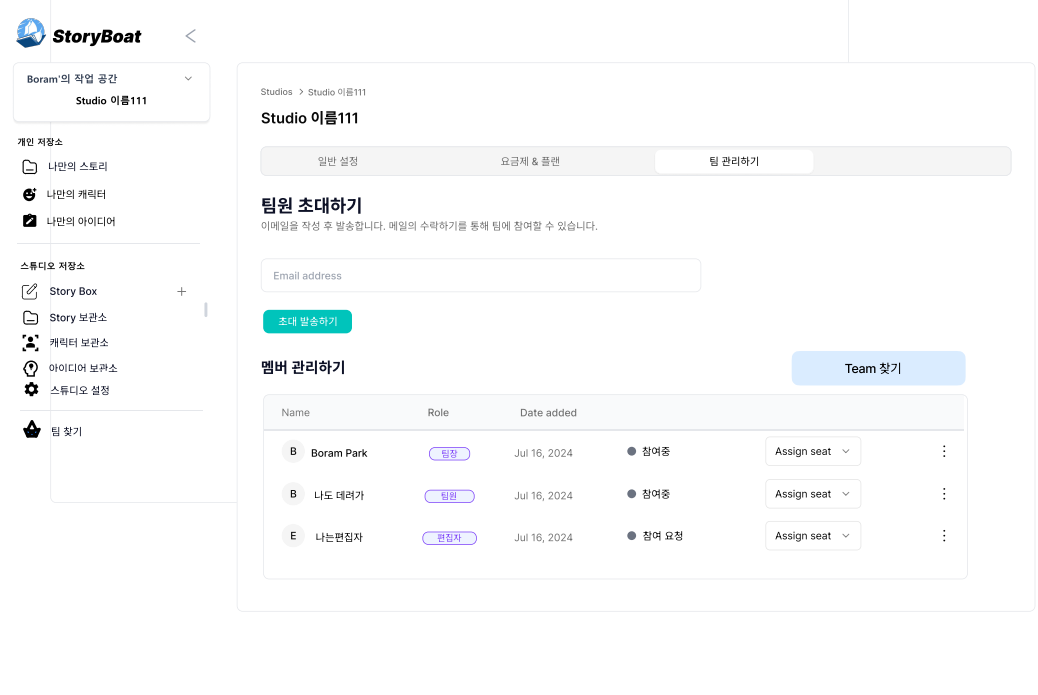 StoryBoat
Boram'의 작업 공간
Studio 이름111
개인 저장소
나만의 스토리
나만의 캐릭터
나만의 아이디어
스튜디오 저장소
Story Box
Story 보관소
캐릭터 보관소
아이디어 보관소
스튜디오 설정
팀 찾기
Studios > Studio 이름111
Studio 이름111
일반 설정 요금제 & 플랜 팀 관리하기
팀원 초대하기
이메일을 작성 후 발송합니다. 메일의 수락하기를 통해 팀에 참여할 수 있습니다.
Email address
초대 발송하기
멤버 관리하기 Team 찾기
Name Role Date added
B Boram Park 팀장 Jul 16, 2024 참여중 Assign seat
B 나도 데려가 팀원 Jul 16, 2024 참여중 Assign seat
E 나는편집자 편집자 Jul 16, 2024 참여 요청 Assign seat